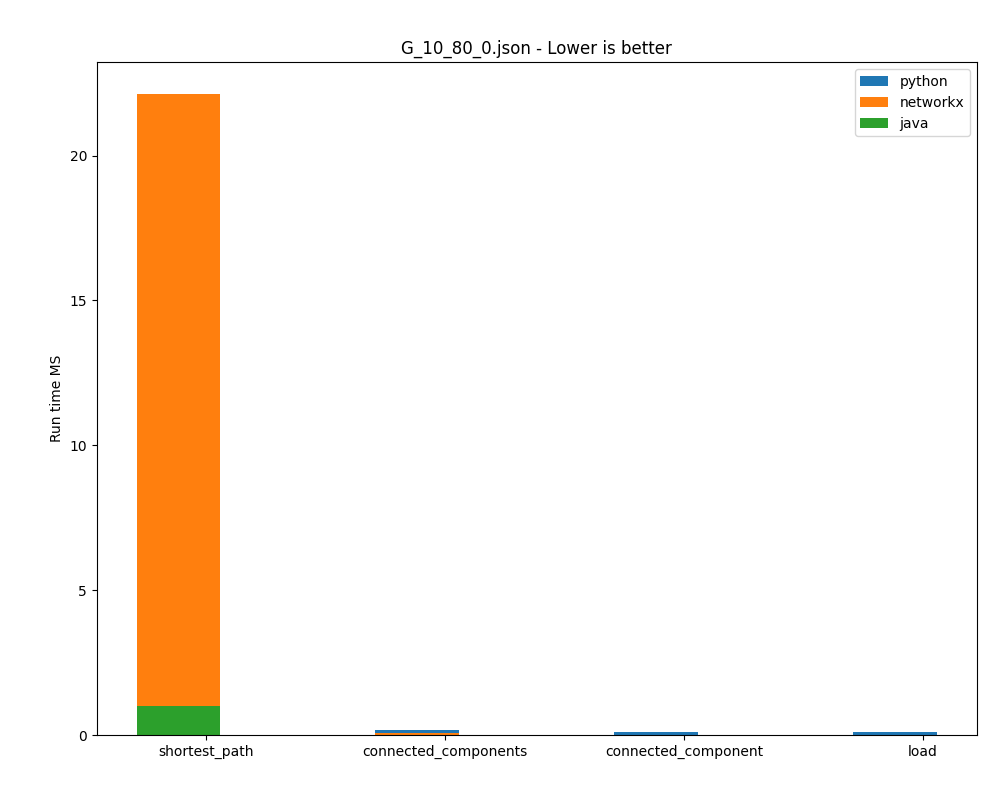 G_10_80_0.json - Lower is better
python
networkx
java
Run time MS
20
15
10
5
0
shortest_path
connected_components
connected_component
load